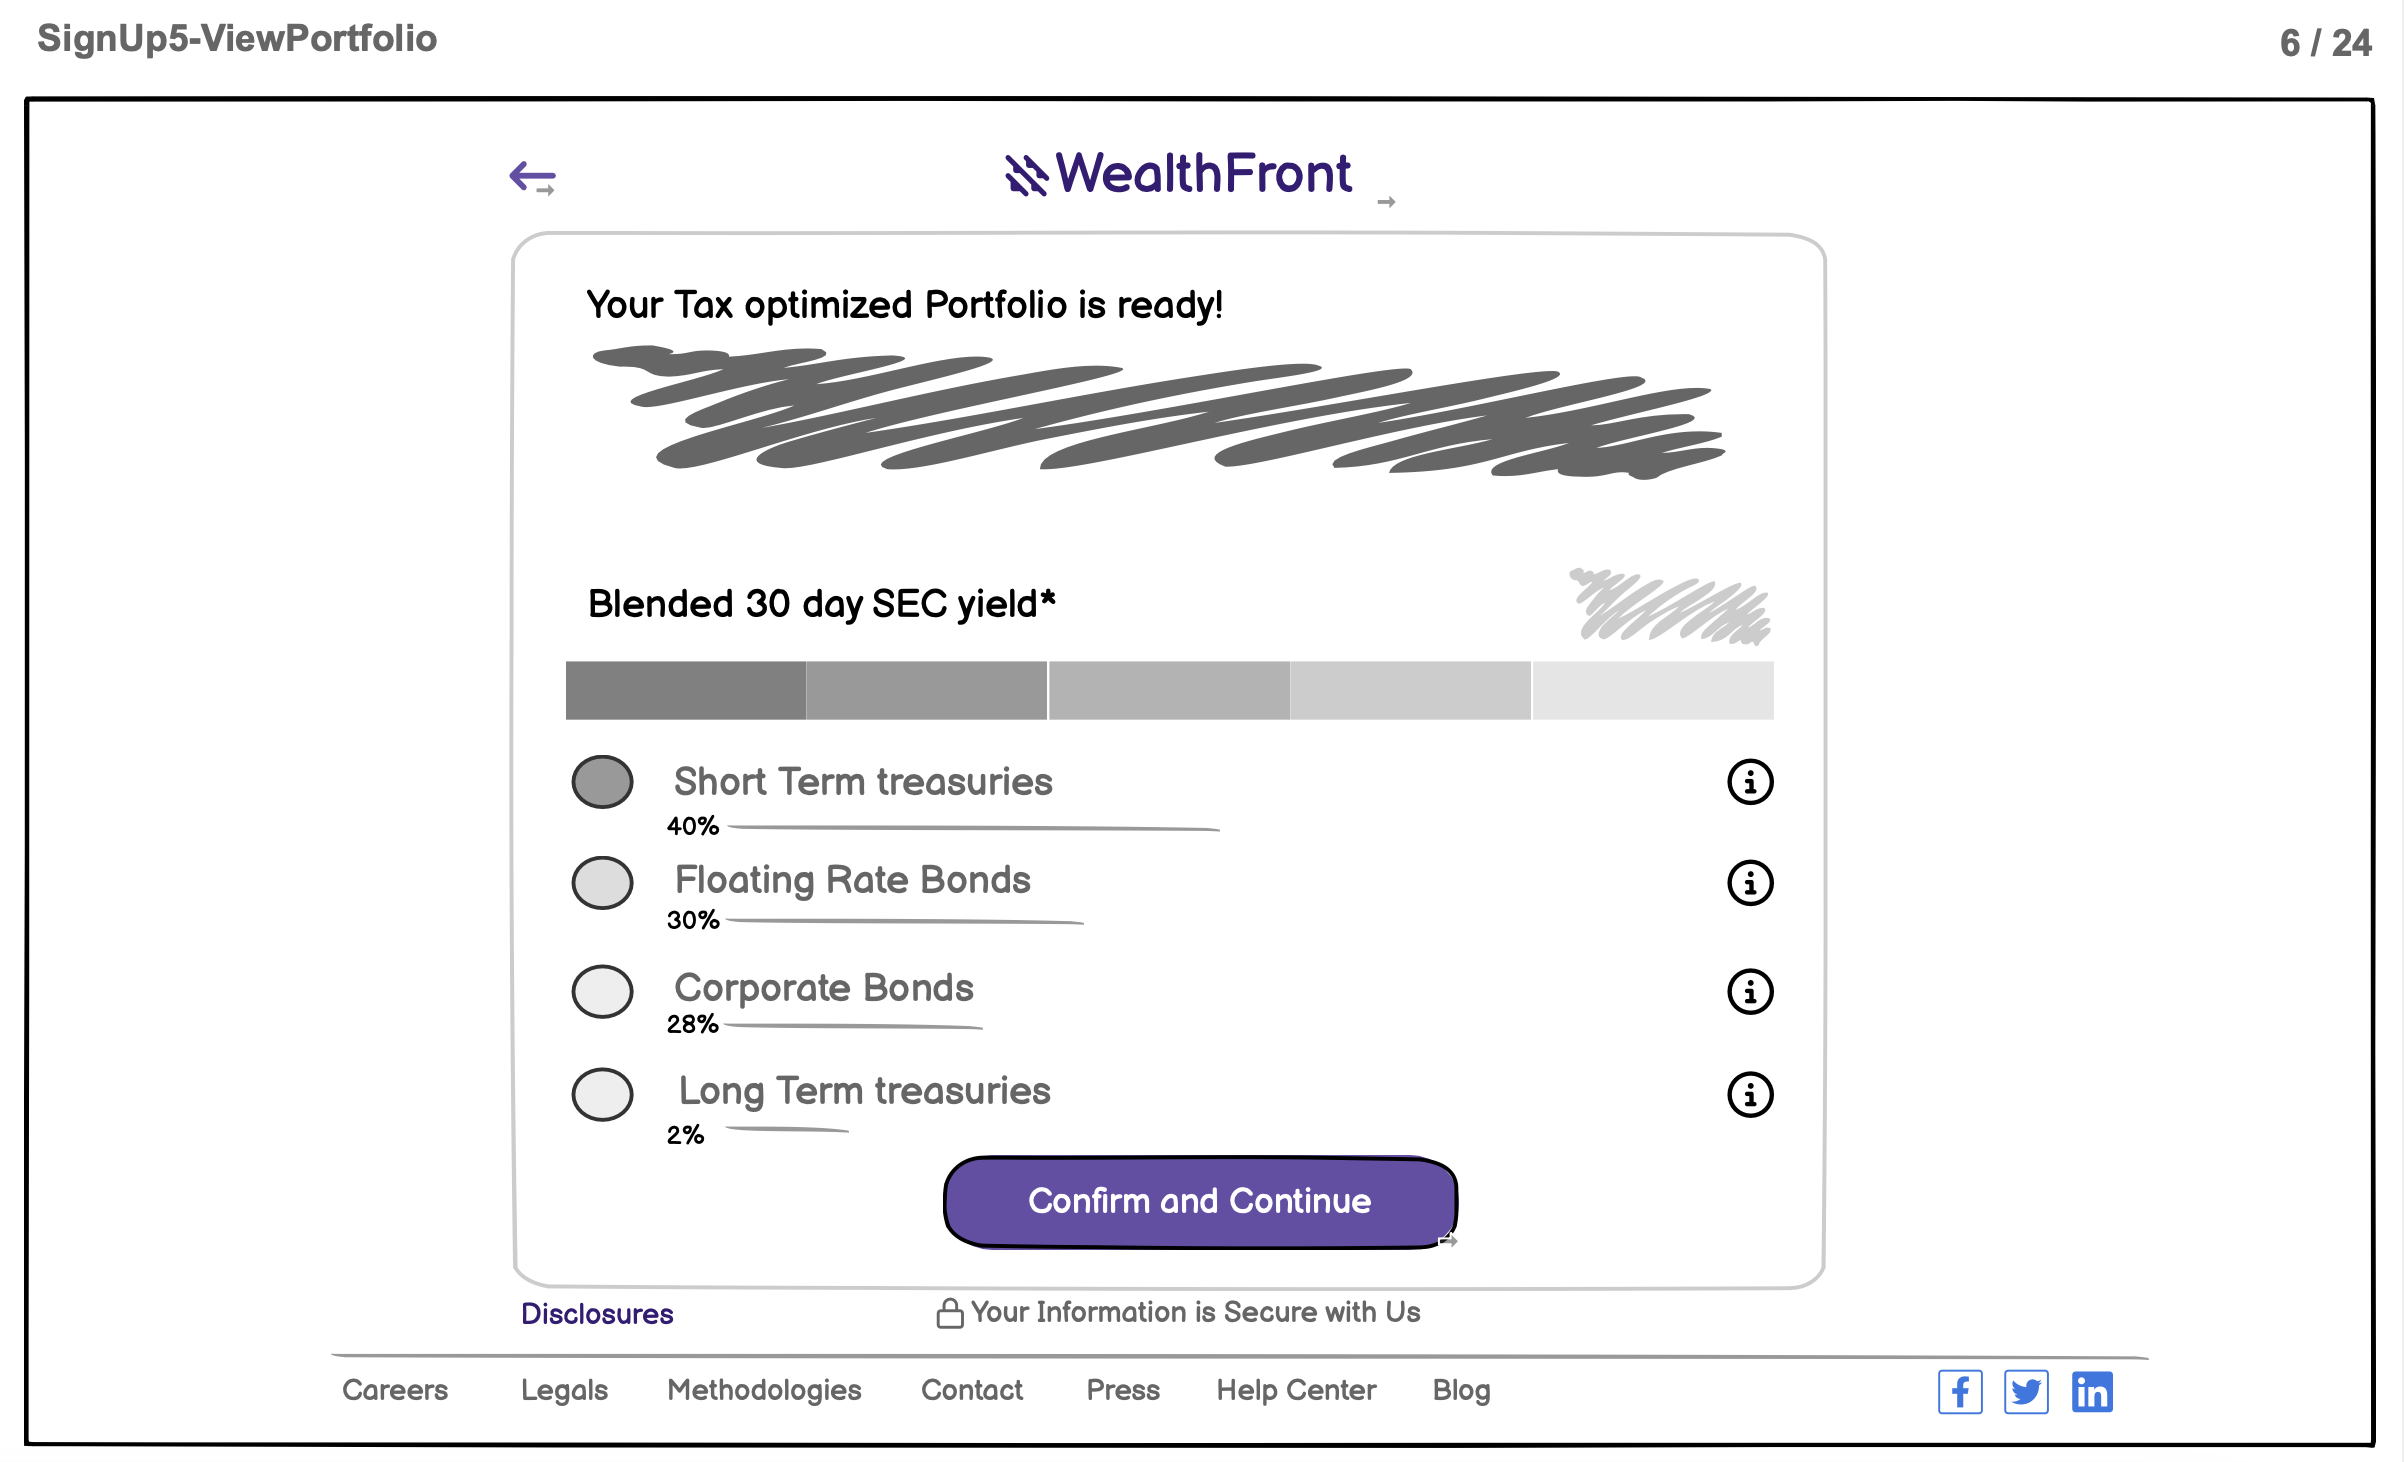 SignUp5-ViewPortfolio
6 / 24
WealthFront
Your Tax optimized Portfolio is ready!
Blended 30 day SEC yield*
Short Term treasuries
40%
Floating Rate Bonds
30%
Corporate Bonds
28%
Long Term treasuries
2%
Confirm and Continue
Disclosures
Your Information is Secure with Us
Careers Legals Methodologies Contact Press Help Center Blog